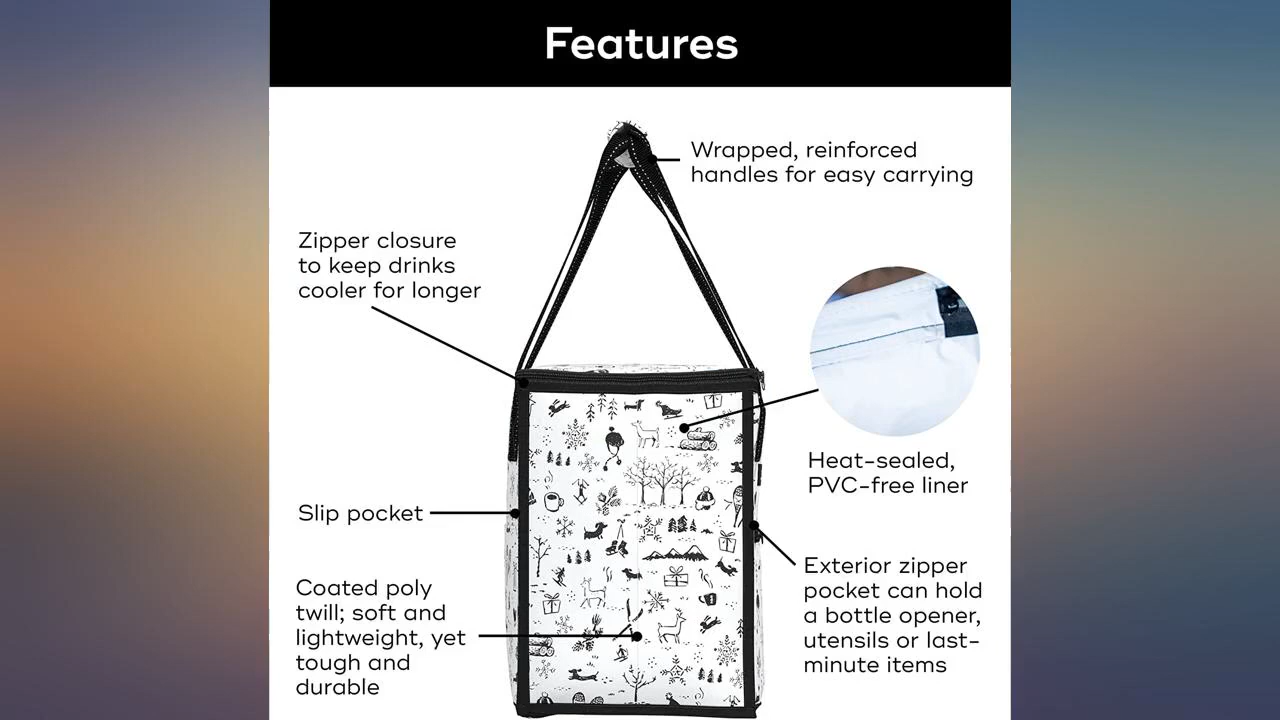 Features
Wrapped, reinforced
handles for easy carrying
Zipper closure
to keep drinks
cooler for longer
Heat-sealed,
PVC-free liner
Slip pocket
Exterior zipper
pocket can hold
a bottle opener,
utensils or last-
minute items
Coated poly
twill; soft and
lightweight, yet
tough and
durable